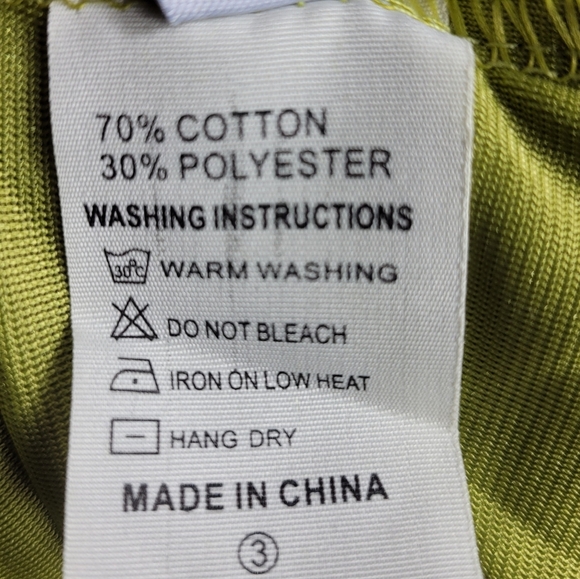 70% COTTON
30% POLYESTER
WASHING INSTRUCTIONS
30°C WARM WASHING
DO NOT BLEACH
IRON ON LOW HEAT
HANG DRY
MADE IN CHINA
3